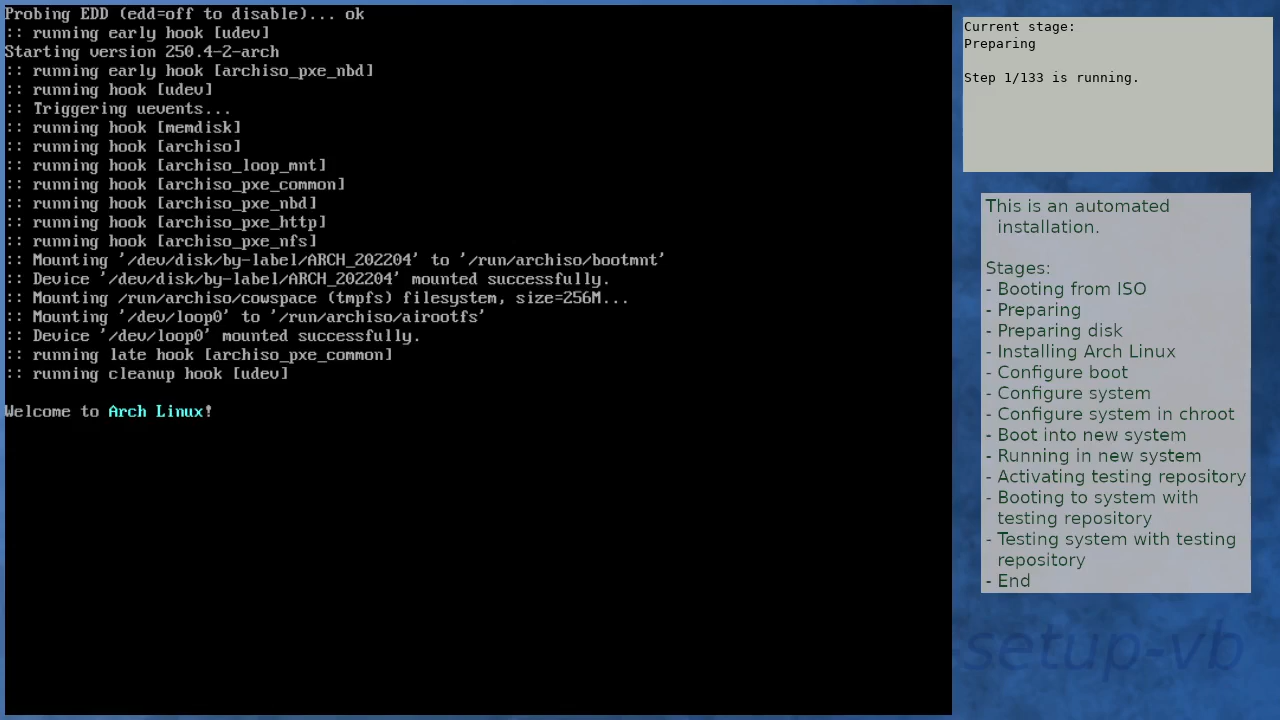 Probing EDD (edd=off to disable)... ok
:: running early hook [udev]
Starting version 250.4-2-arch
:: running early hook [archiso_pxe_nbd]
:: running hook [udev]
:: Triggering uevents...
:: running hook [memdisk]
:: running hook [archiso]
:: running hook [archiso_loop_mnt]
:: running hook [archiso_pxe_common]
:: running hook [archiso_pxe_nbd]
:: running hook [archiso_pxe_http]
:: running hook [archiso_pxe_nfs]
:: Mounting '/dev/disk/by-label/ARCH_202204' to '/run/archiso/bootmnt'
:: Device '/dev/disk/by-label/ARCH_202204' mounted successfully.
:: Mounting /run/archiso/cowspace (tmpfs) filesystem, size=256M...
:: Mounting '/dev/loop0' to '/run/archiso/airootfs'
:: Device '/dev/loop0' mounted successfully.
:: running late hook [archiso_pxe_common]
:: running cleanup hook [udev]
Welcome to Arch Linux!
Current stage:
Preparing
Step 1/133 is running.
This is an automated
installation.
Stages:
- Booting from ISO
- Preparing
- Preparing disk
- Installing Arch Linux
- Configure boot
- Configure system
- Configure system in chroot
- Boot into new system
- Running in new system
- Activating testing repository
- Booting to system with
testing repository
- Testing system with testing
repository
- End
setup-vb